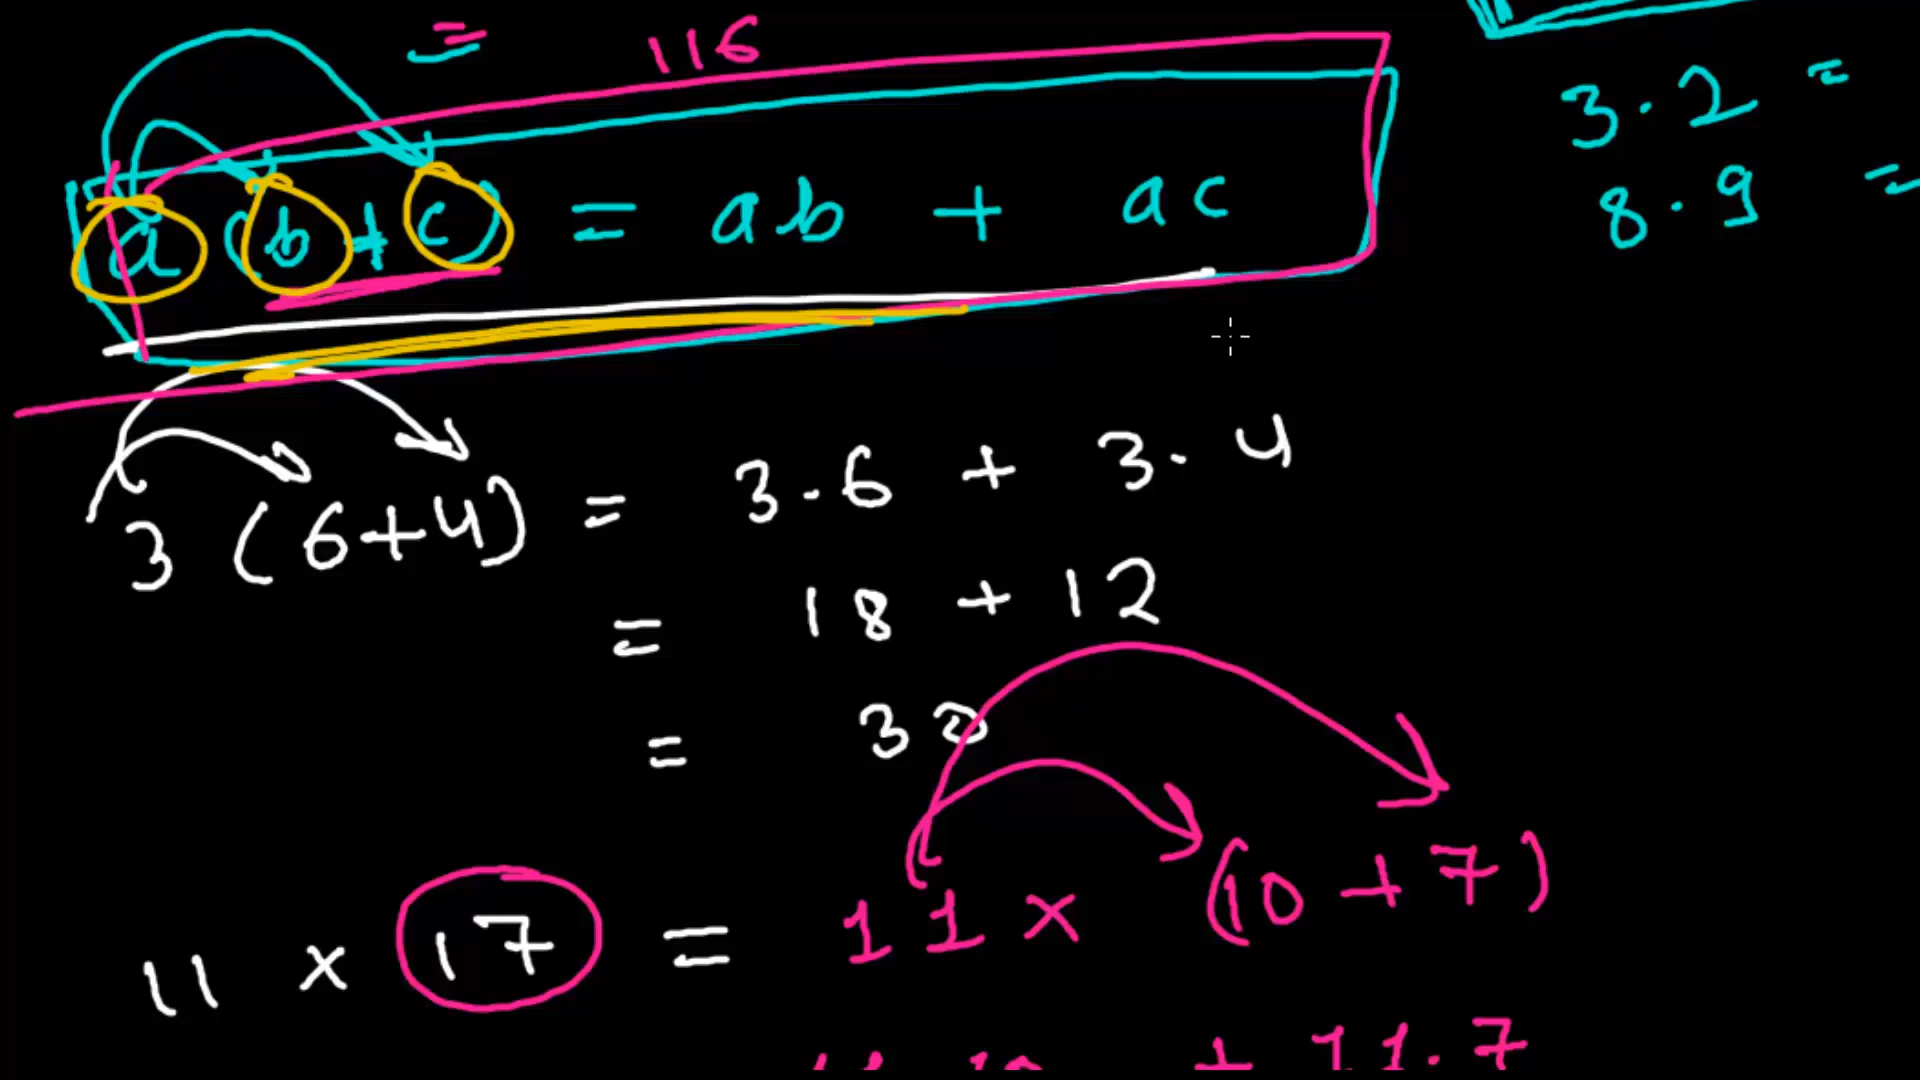 = 116
3.2 =
8.9 =
a (b+c) = ab + ac
3 (6+4) = 3.6 + 3.4
= 18 + 12
= 30
11 x 17 = 11 x (10 + 7)
+ 11.7